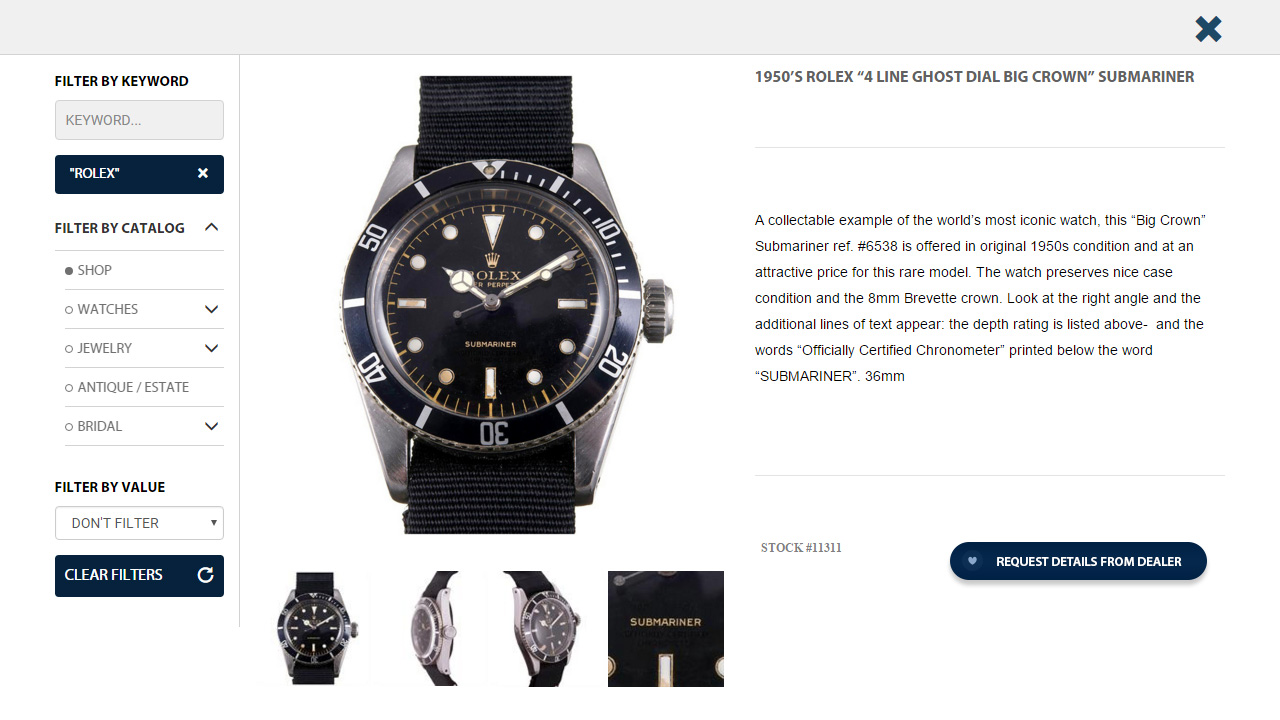 FILTER BY KEYWORD
KEYWORD...
"ROLEX"
FILTER BY CATALOG
SHOP
WATCHES
JEWELRY
ANTIQUE / ESTATE
BRIDAL
FILTER BY VALUE
DON'T FILTER
CLEAR FILTERS
10
20
30
40
50
ROLEX
SUBMARINER
SUBMARINER
1950’S ROLEX “4 LINE GHOST DIAL BIG CROWN” SUBMARINER
A collectable example of the world’s most iconic watch, this “Big Crown”
Submariner ref. #6538 is offered in original 1950s condition and at an
attractive price for this rare model. The watch preserves nice case
condition and the 8mm Brevette crown. Look at the right angle and the
additional lines of text appear: the depth rating is listed above-  and the
words “Officially Certified Chronometer” printed below the word
“SUBMARINER”. 36mm
STOCK #11311
REQUEST DETAILS FROM DEALER